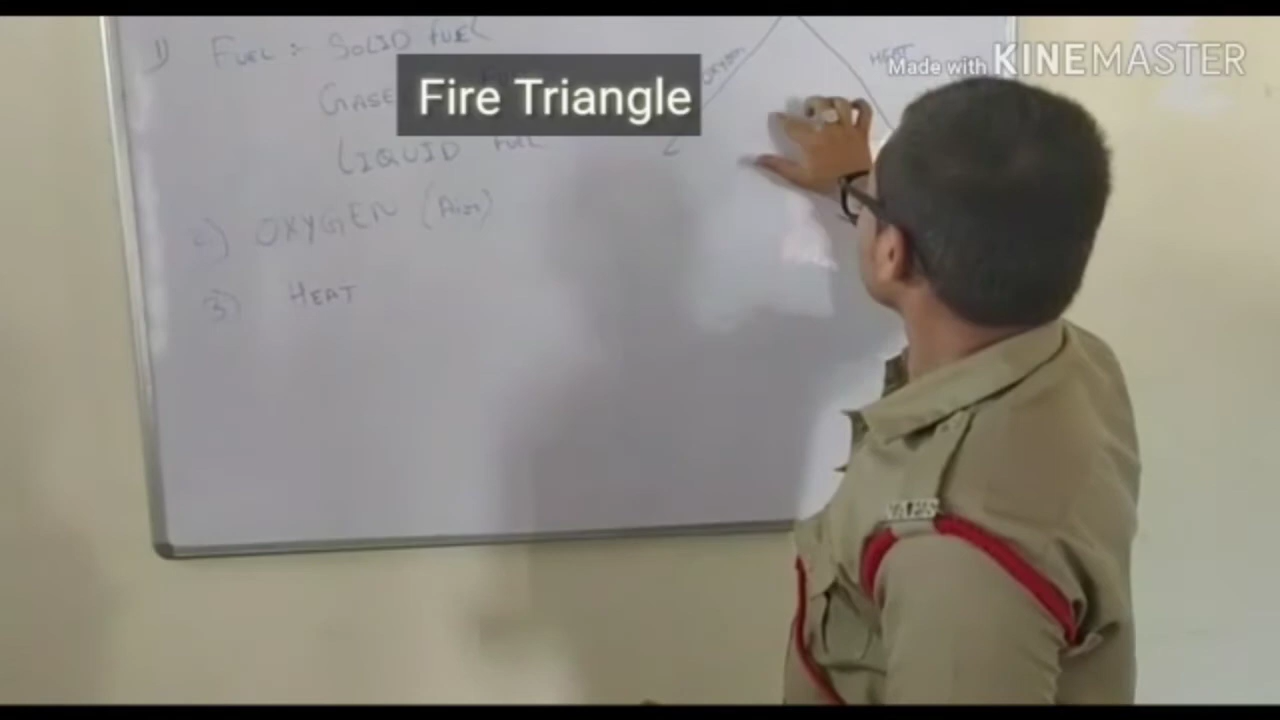 1) FUEL :- SOLID FUEL
GASE
LIQUID FUEL
2) OXYGEN (Air)
3) HEAT
OXYGEN
HEAT
Fire Triangle
Made with KINEMASTER